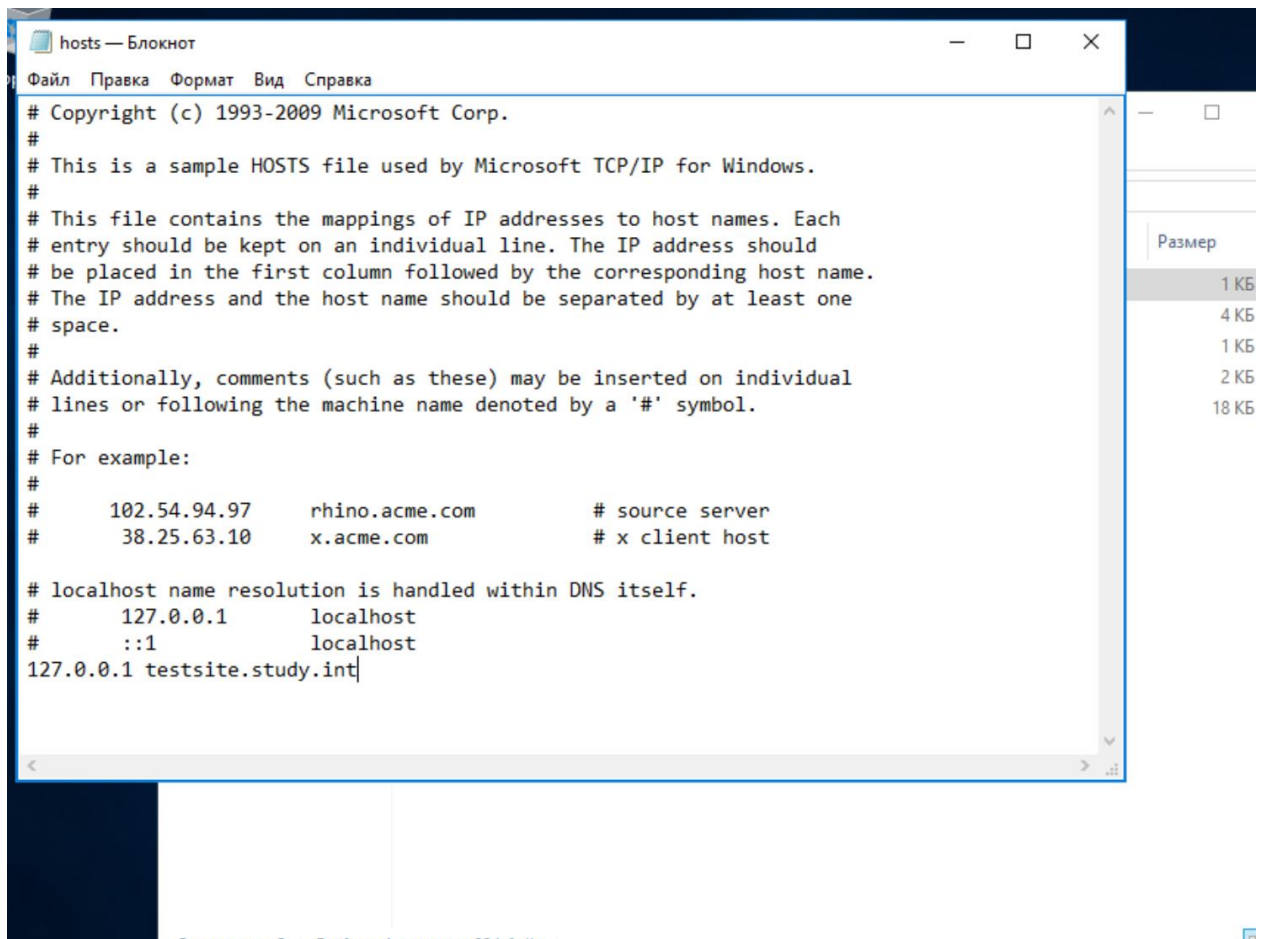 hosts — Блокнот
Файл Правка Формат Вид Справка
# Copyright (c) 1993-2009 Microsoft Corp.
#
# This is a sample HOSTS file used by Microsoft TCP/IP for Windows.
#
# This file contains the mappings of IP addresses to host names. Each
# entry should be kept on an individual line. The IP address should
# be placed in the first column followed by the corresponding host name.
# The IP address and the host name should be separated by at least one
# space.
#
# Additionally, comments (such as these) may be inserted on individual
# lines or following the machine name denoted by a '#' symbol.
#
# For example:
#
#      102.54.94.97     rhino.acme.com          # source server
#       38.25.63.10     x.acme.com              # x client host

# localhost name resolution is handled within DNS itself.
#       127.0.0.1       localhost
#       ::1             localhost
127.0.0.1 testsite.study.int
Размер
1 КБ
4 КБ
1 КБ
2 КБ
18 КБ